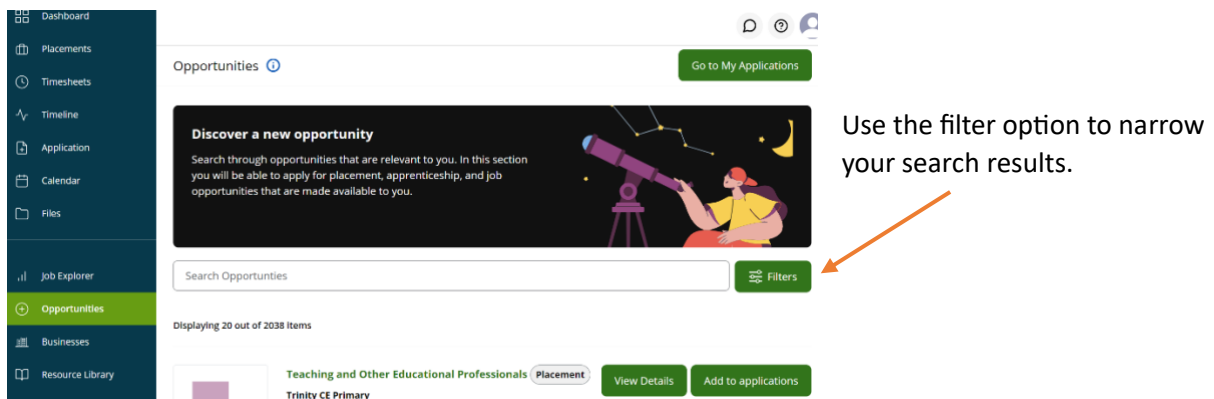 Dashboard
Placements
Timesheets
Timeline
Application
Calendar
Files
Job Explorer
Opportunities
Businesses
Resource Library
Opportunities
Go to My Applications
Discover a new opportunity
Search through opportunities that are relevant to you. In this section
you will be able to apply for placement, apprenticeship, and job
opportunities that are made available to you.
Search Opportunties
Filters
Displaying 20 out of 2038 items
Teaching and Other Educational Professionals Placement
Trinity CE Primary
View Details
Add to applications
Use the filter option to narrow
your search results.